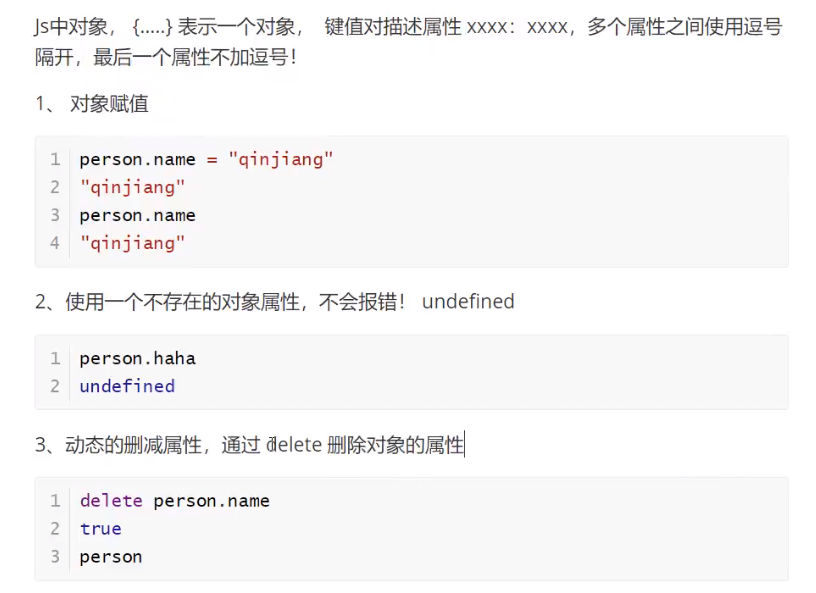 Js中对象， {.....} 表示一个对象， 键值对描述属性 xxxx：xxxx，多个属性之间使用逗号
隔开，最后一个属性不加逗号！
1、 对象赋值
1 person.name = "qinjiang"
2 "qinjiang"
3 person.name
4 "qinjiang"
2、使用一个不存在的对象属性，不会报错！ undefined
1 person.haha
2 undefined
3、动态的删减属性，通过 delete 删除对象的属性
1 delete person.name
2 true
3 person